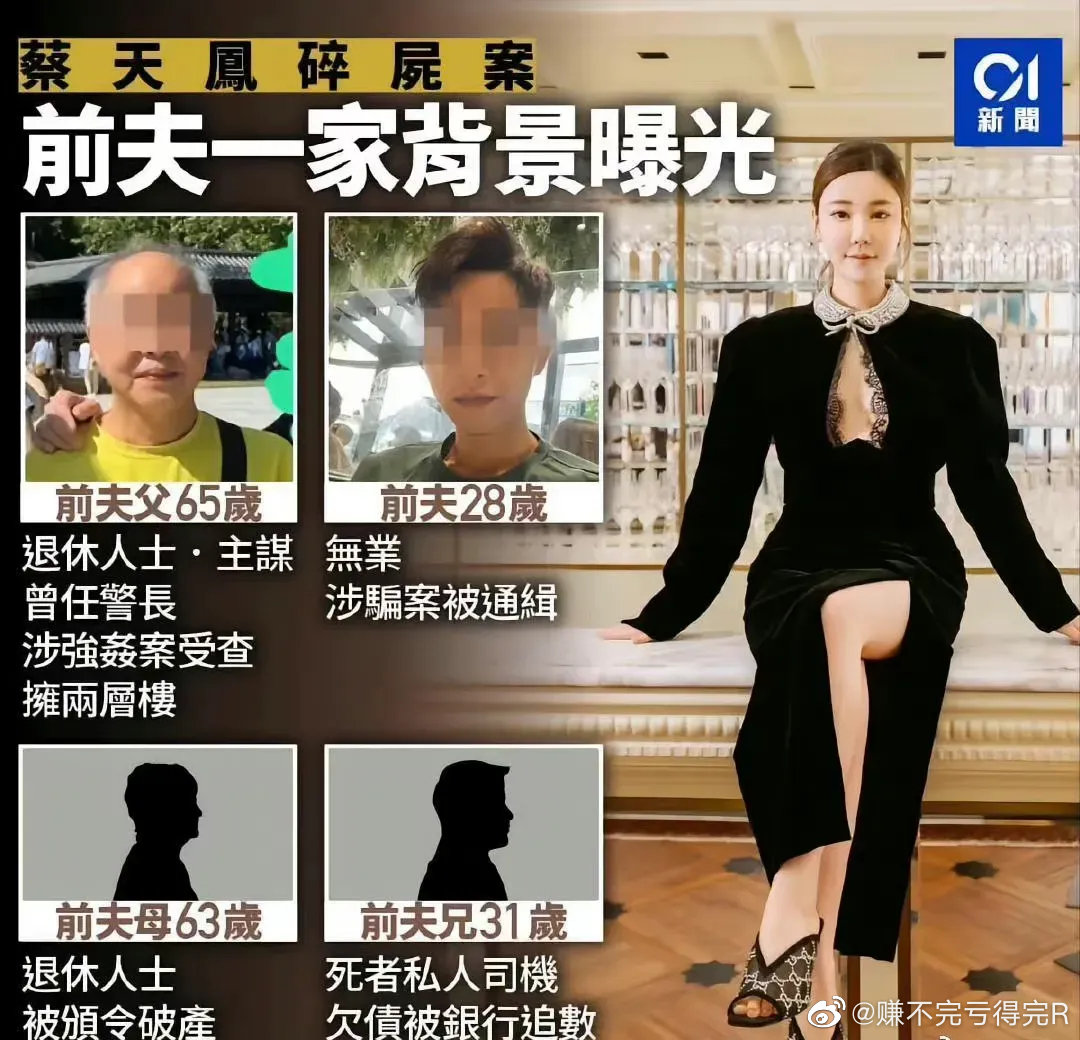 蔡天鳳碎屍案
01
新聞
前夫一家背景曝光
前夫父65歲
退休人士．主謀
曾任警長
涉強姦案受查
擁兩層樓
前夫28歲
無業
涉騙案被通緝
前夫母63歲
退休人士
被頒令破產
前夫兄31歲
死者私人司機
欠債被銀行追數
@赚不完亏得完R